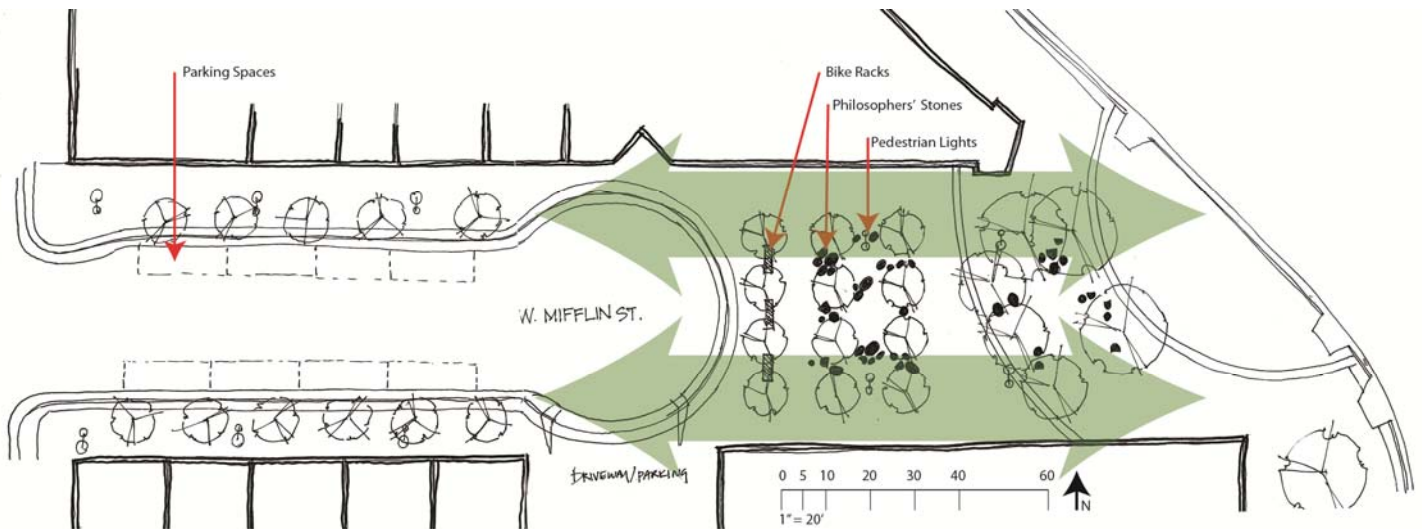 Parking Spaces
Bike Racks
Philosophers' Stones
Pedestrian Lights
W. MIFFLIN ST.
DRIVEWAY/PARKING
0 5 10 20 30 40 60
1" = 20'
N